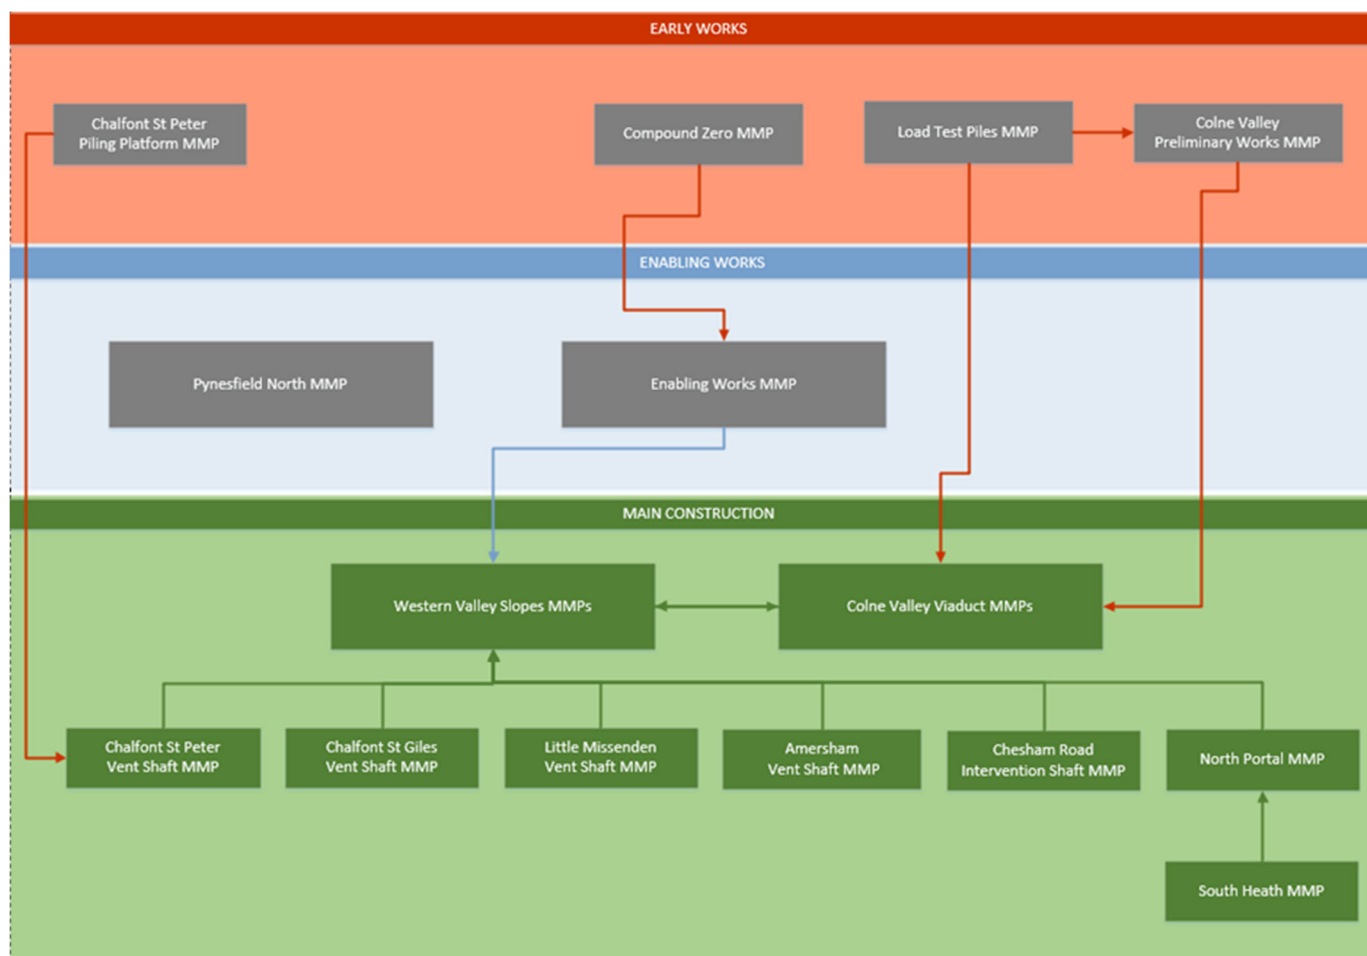 EARLY WORKS
Chalfont St Peter
Piling Platform MMP
Compound Zero MMP
Load Test Piles MMP
Colne Valley
Preliminary Works MMP
ENABLING WORKS
Pynesfield North MMP
Enabling Works MMP
MAIN CONSTRUCTION
Western Valley Slopes MMPs
Colne Valley Viaduct MMPs
Chalfont St Peter
Vent Shaft MMP
Chalfont St Giles
Vent Shaft MMP
Little Missenden
Vent Shaft MMP
Amersham
Vent Shaft MMP
Chesham Road
Intervention Shaft MMP
North Portal MMP
South Heath MMP